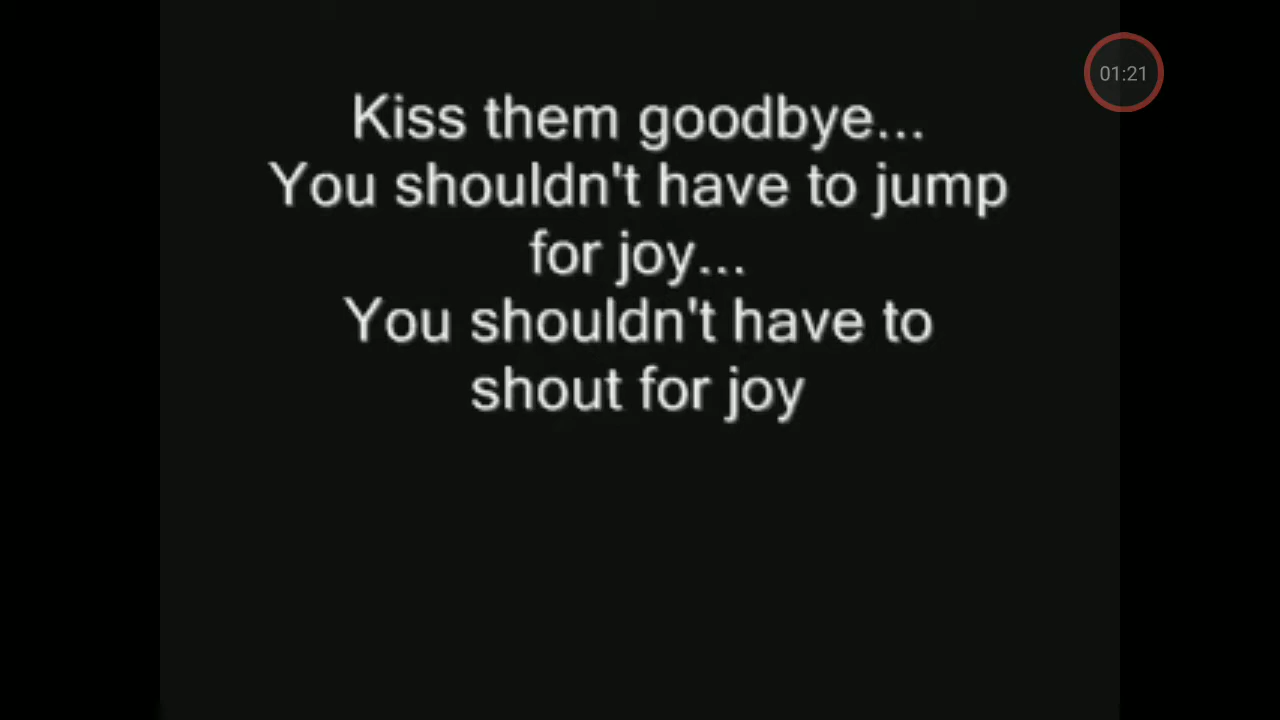 01:21
Kiss them goodbye...
You shouldn't have to jump
for joy...
You shouldn't have to
shout for joy